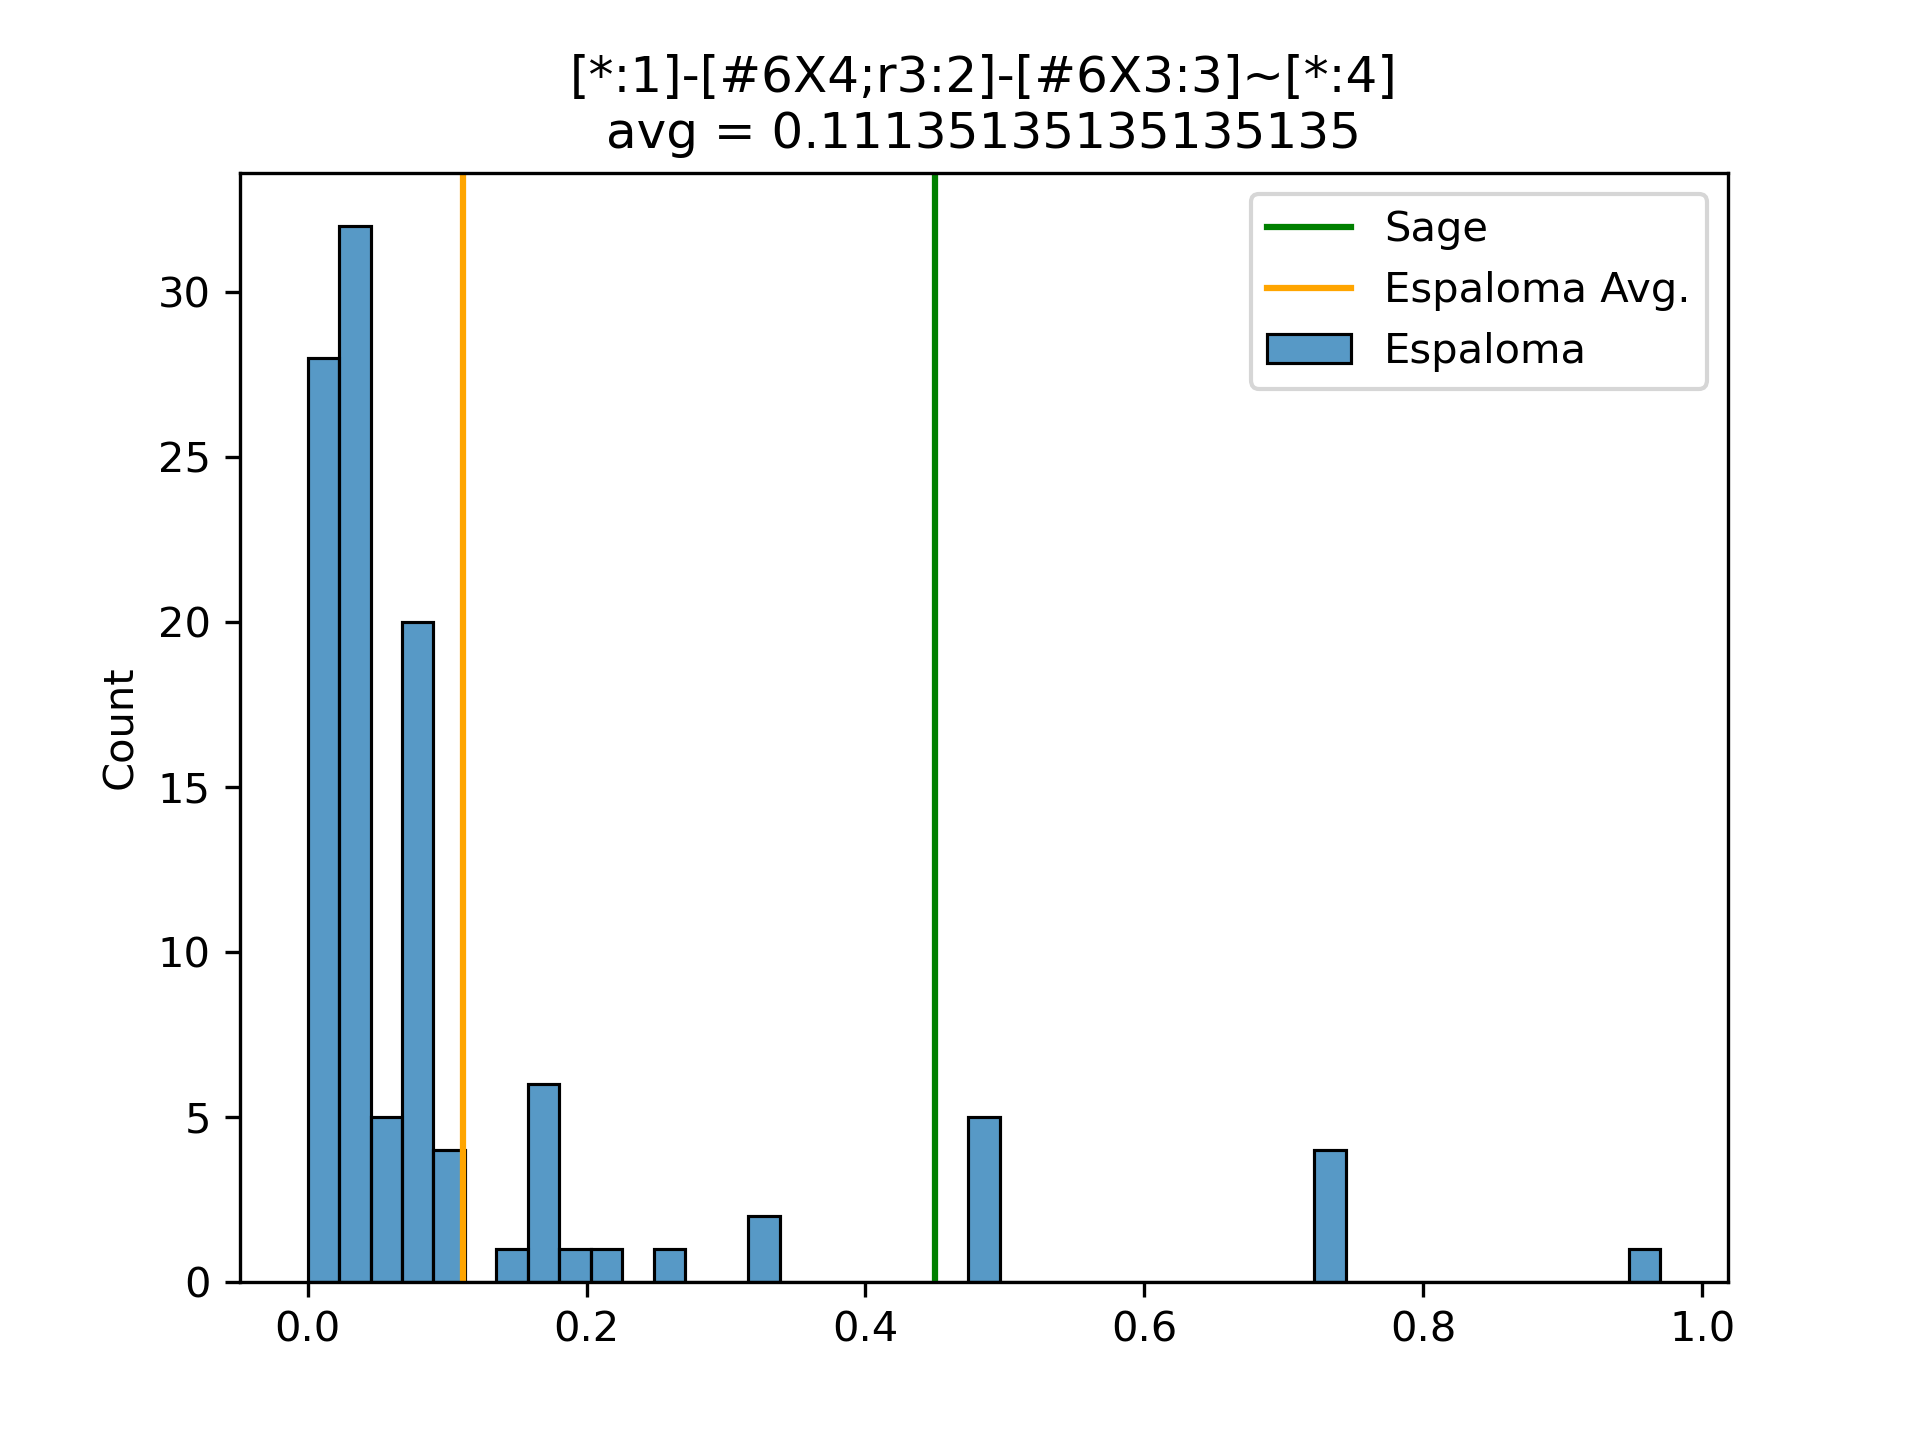 [*:1]-[#6X4;r3:2]-[#6X3:3]~[*:4]
avg = 0.11135135135135135
Sage
Espaloma Avg.
Espaloma
Count
30
25
20
15
10
5
0
0.0 0.2 0.4 0.6 0.8 1.0